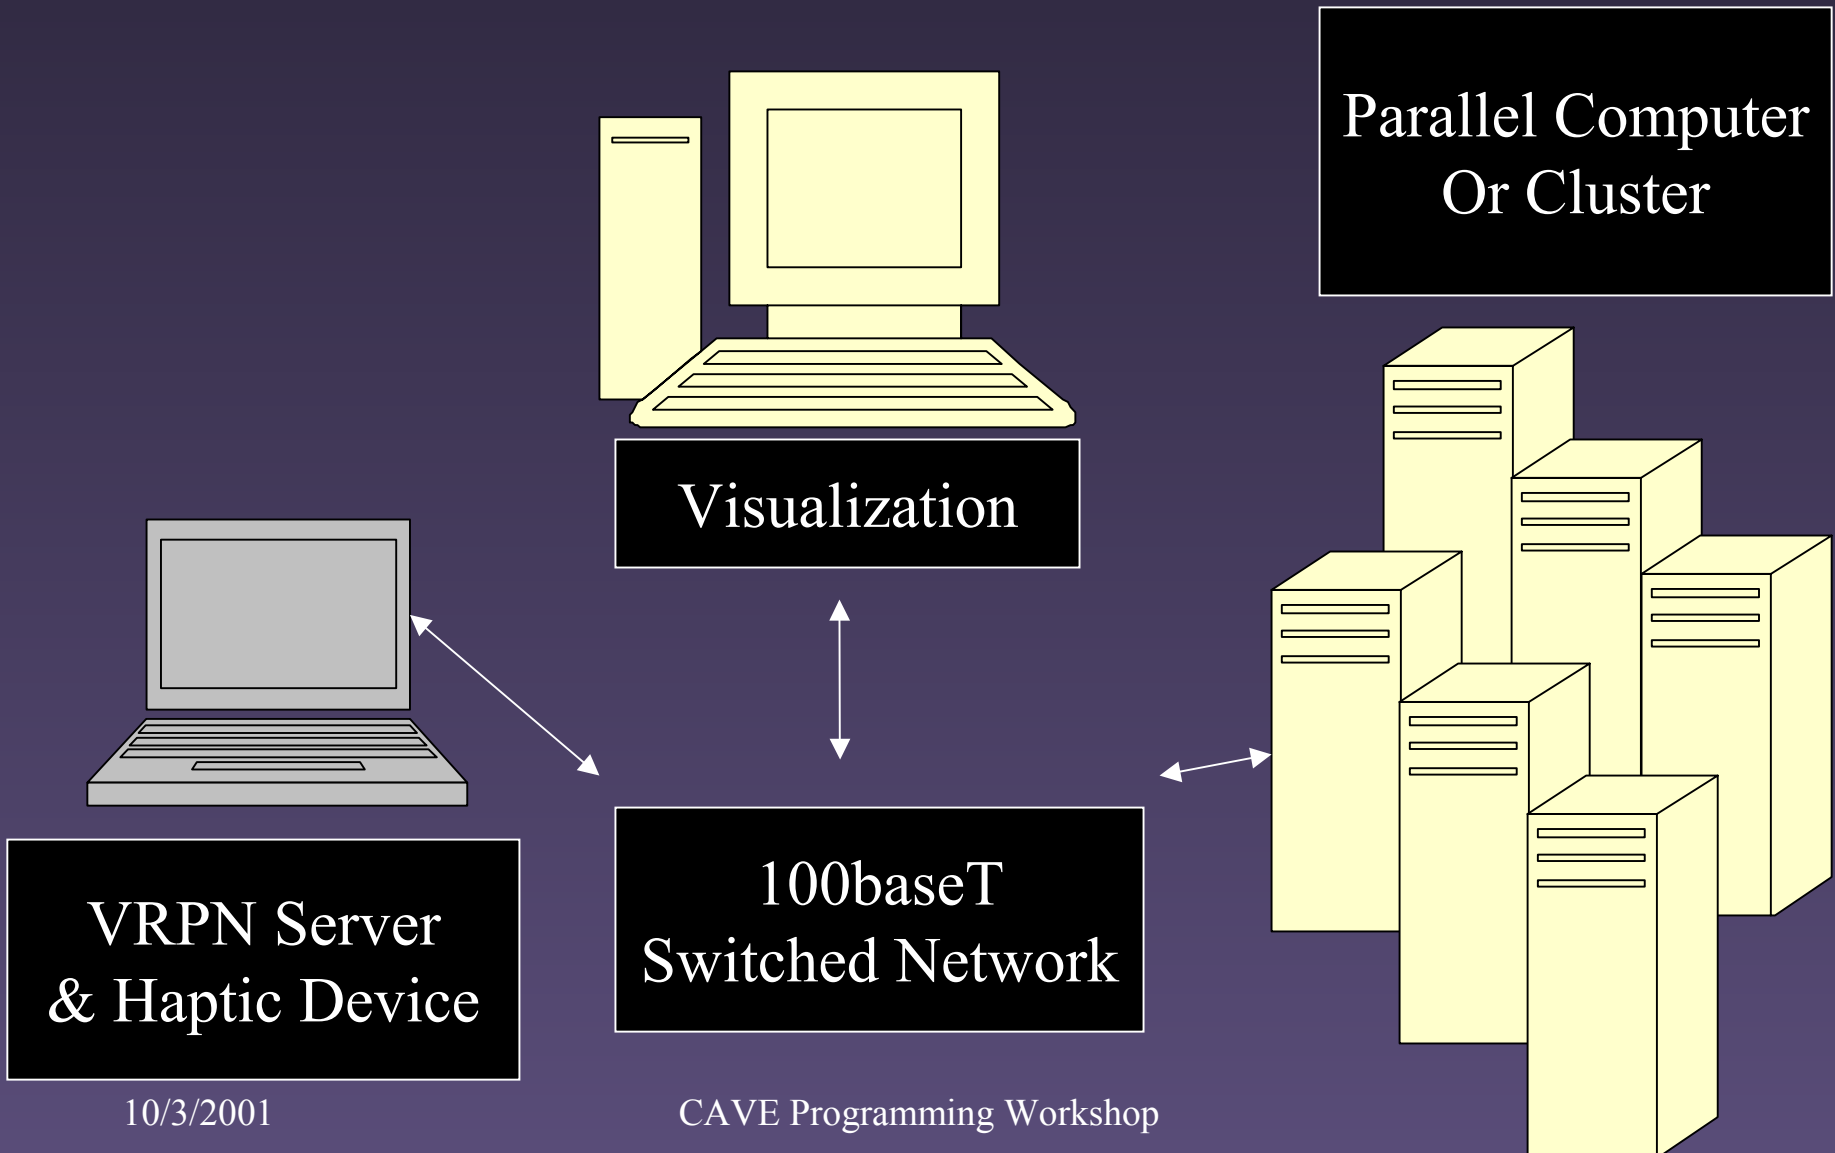 Parallel Computer
Or Cluster
Visualization
VRPN Server
& Haptic Device
100baseT
Switched Network
10/3/2001
CAVE Programming Workshop